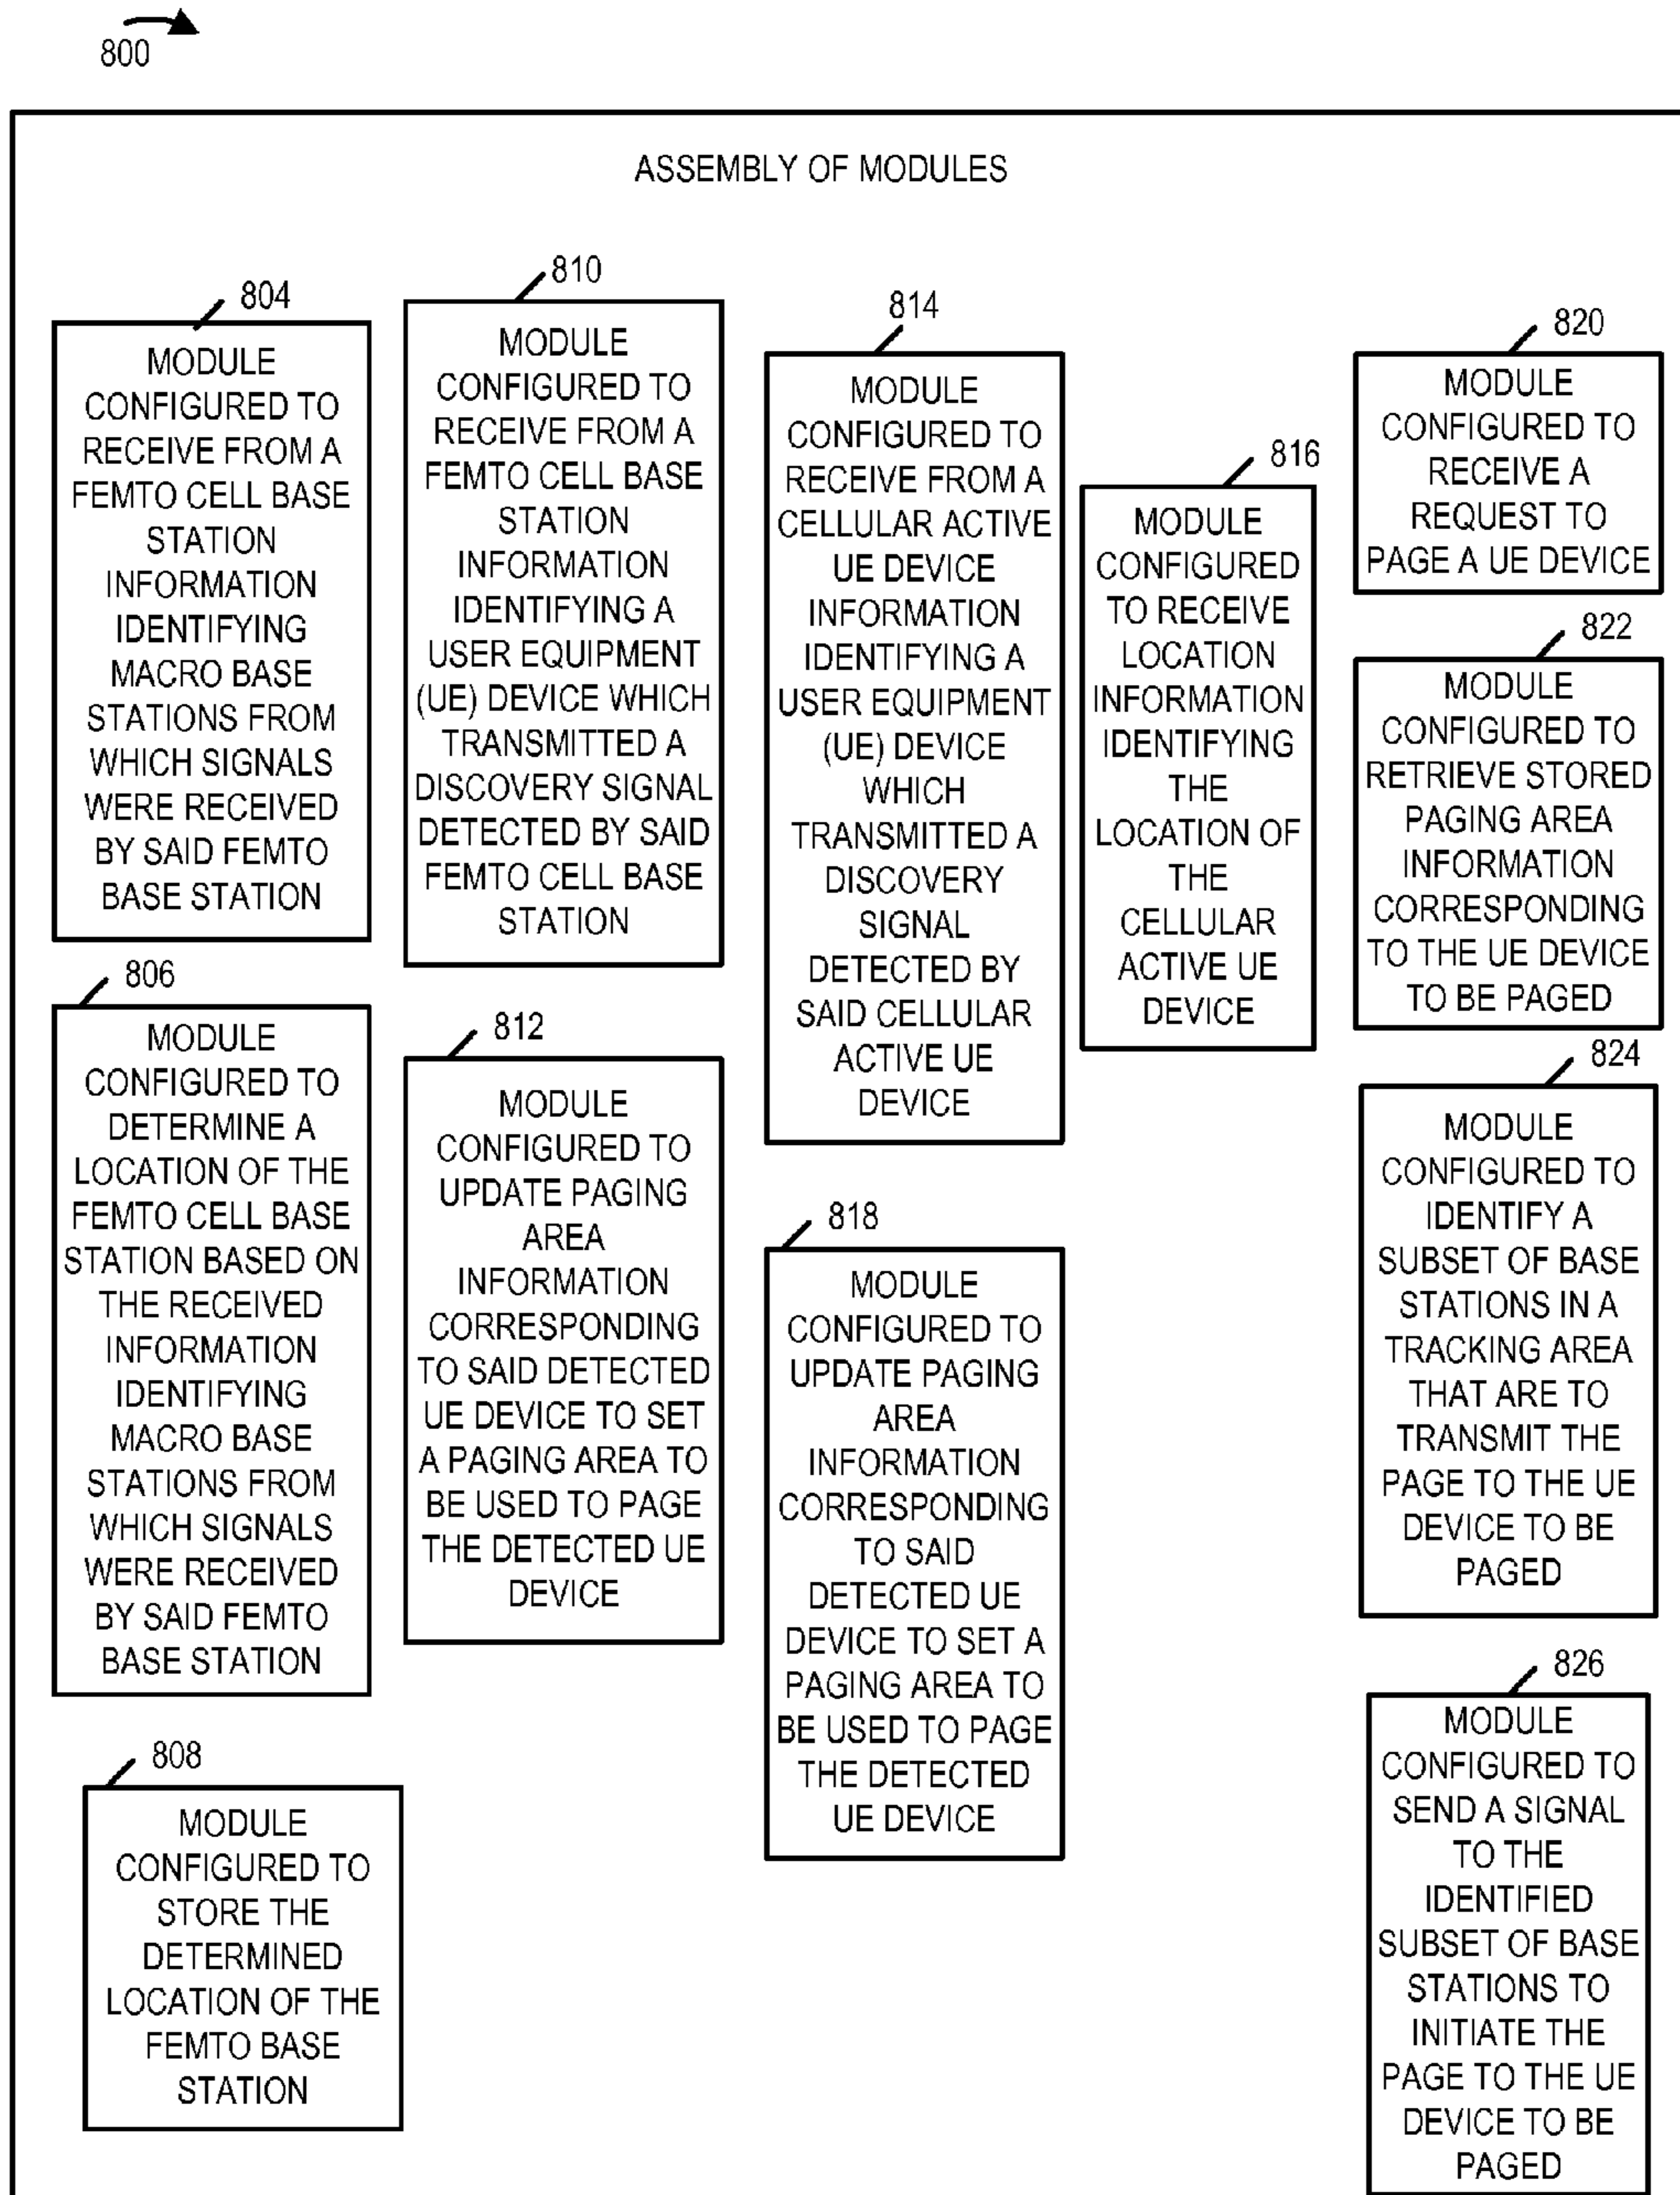 800
ASSEMBLY OF MODULES
804
MODULE
CONFIGURED TO
RECEIVE FROM A
FEMTO CELL BASE
STATION
INFORMATION
IDENTIFYING
MACRO BASE
STATIONS FROM
WHICH SIGNALS
WERE RECEIVED
BY SAID FEMTO
BASE STATION
806
MODULE
CONFIGURED TO
DETERMINE A
LOCATION OF THE
FEMTO CELL BASE
STATION BASED ON
THE RECEIVED
INFORMATION
IDENTIFYING
MACRO BASE
STATIONS FROM
WHICH SIGNALS
WERE RECEIVED
BY SAID FEMTO
BASE STATION
808
MODULE
CONFIGURED TO
STORE THE
DETERMINED
LOCATION OF THE
FEMTO BASE
STATION
810
MODULE
CONFIGURED TO
RECEIVE FROM A
FEMTO CELL BASE
STATION
INFORMATION
IDENTIFYING A
USER EQUIPMENT
(UE) DEVICE WHICH
TRANSMITTED A
DISCOVERY SIGNAL
DETECTED BY SAID
FEMTO CELL BASE
STATION
812
MODULE
CONFIGURED TO
UPDATE PAGING
AREA
INFORMATION
CORRESPONDING
TO SAID DETECTED
UE DEVICE TO SET
A PAGING AREA TO
BE USED TO PAGE
THE DETECTED UE
DEVICE
814
MODULE
CONFIGURED TO
RECEIVE FROM A
CELLULAR ACTIVE
UE DEVICE
INFORMATION
IDENTIFYING A
USER EQUIPMENT
(UE) DEVICE
WHICH
TRANSMITTED A
DISCOVERY
SIGNAL
DETECTED BY
SAID CELLULAR
ACTIVE UE
DEVICE
816
MODULE
CONFIGURED
TO RECEIVE
LOCATION
INFORMATION
IDENTIFYING
THE
LOCATION OF
THE
CELLULAR
ACTIVE UE
DEVICE
818
MODULE
CONFIGURED TO
UPDATE PAGING
AREA
INFORMATION
CORRESPONDING
TO SAID
DETECTED UE
DEVICE TO SET A
PAGING AREA TO
BE USED TO PAGE
THE DETECTED
UE DEVICE
820
MODULE
CONFIGURED TO
RECEIVE A
REQUEST TO
PAGE A UE DEVICE
822
MODULE
CONFIGURED TO
RETRIEVE STORED
PAGING AREA
INFORMATION
CORRESPONDING
TO THE UE DEVICE
TO BE PAGED
824
MODULE
CONFIGURED TO
IDENTIFY A
SUBSET OF BASE
STATIONS IN A
TRACKING AREA
THAT ARE TO
TRANSMIT THE
PAGE TO THE UE
DEVICE TO BE
PAGED
826
MODULE
CONFIGURED TO
SEND A SIGNAL
TO THE
IDENTIFIED
SUBSET OF BASE
STATIONS TO
INITIATE THE
PAGE TO THE UE
DEVICE TO BE
PAGED